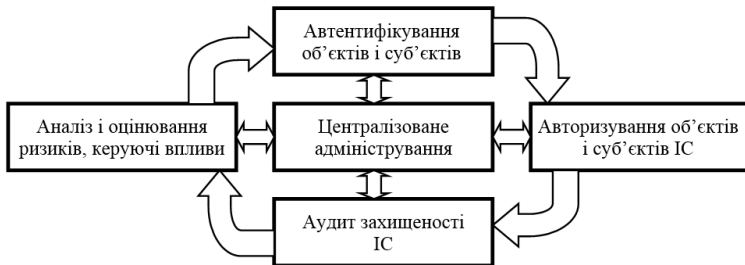 Автентифікування
об’єктів і суб’єктів
Аналіз і оцінювання
ризиків, керуючі впливи
Централізоване
адміністрування
Авторизування об’єктів
і суб’єктів ІС
Аудит захищеності
ІС